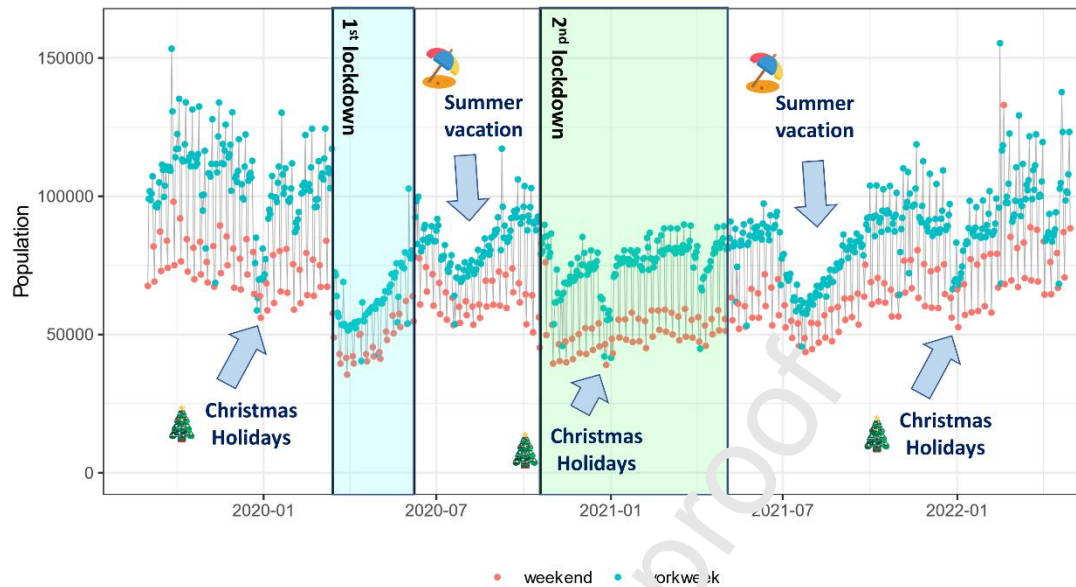 150000
100000
50000
0
Population
1st lockdown
2nd lockdown
Summer
vacation
Summer
vacation
Christmas
Holidays
Christmas
Holidays
Christmas
Holidays
2020-01
2020-07
2021-01
2021-07
2022-01
weekend
workweek
proof